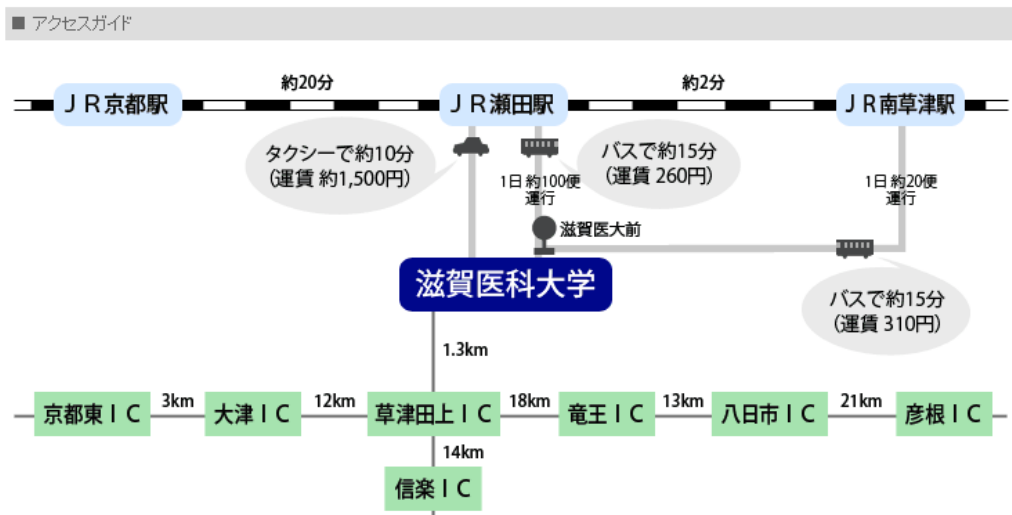 ■ アクセスガイド
約20分
約2分
ＪＲ京都駅
ＪＲ瀬田駅
ＪＲ南草津駅
タクシーで約10分
（運賃 約1,500円）
バスで約15分
（運賃 260円）
1日 約100便
運行
1日 約20便
運行
滋賀医大前
滋賀医科大学
バスで約15分
（運賃 310円）
1.3km
京都東ＩＣ
3km
大津ＩＣ
12km
草津田上ＩＣ
18km
竜王ＩＣ
13km
八日市ＩＣ
21km
彦根ＩＣ
14km
信楽ＩＣ